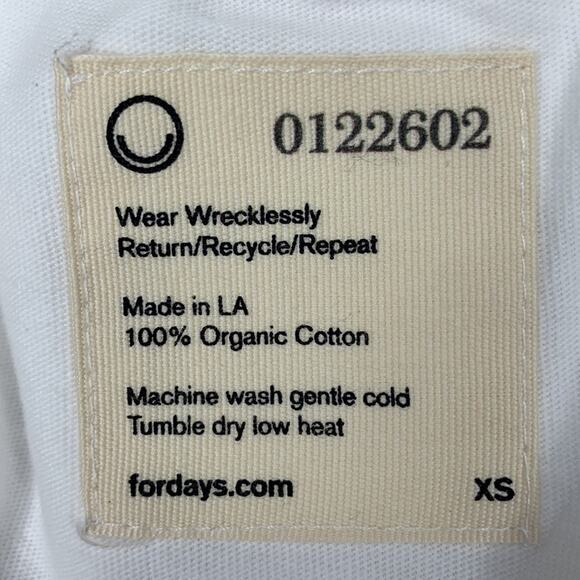 0122602
Wear Wrecklessly
Return/Recycle/Repeat
Made in LA
100% Organic Cotton
Machine wash gentle cold
Tumble dry low heat
fordays.com XS